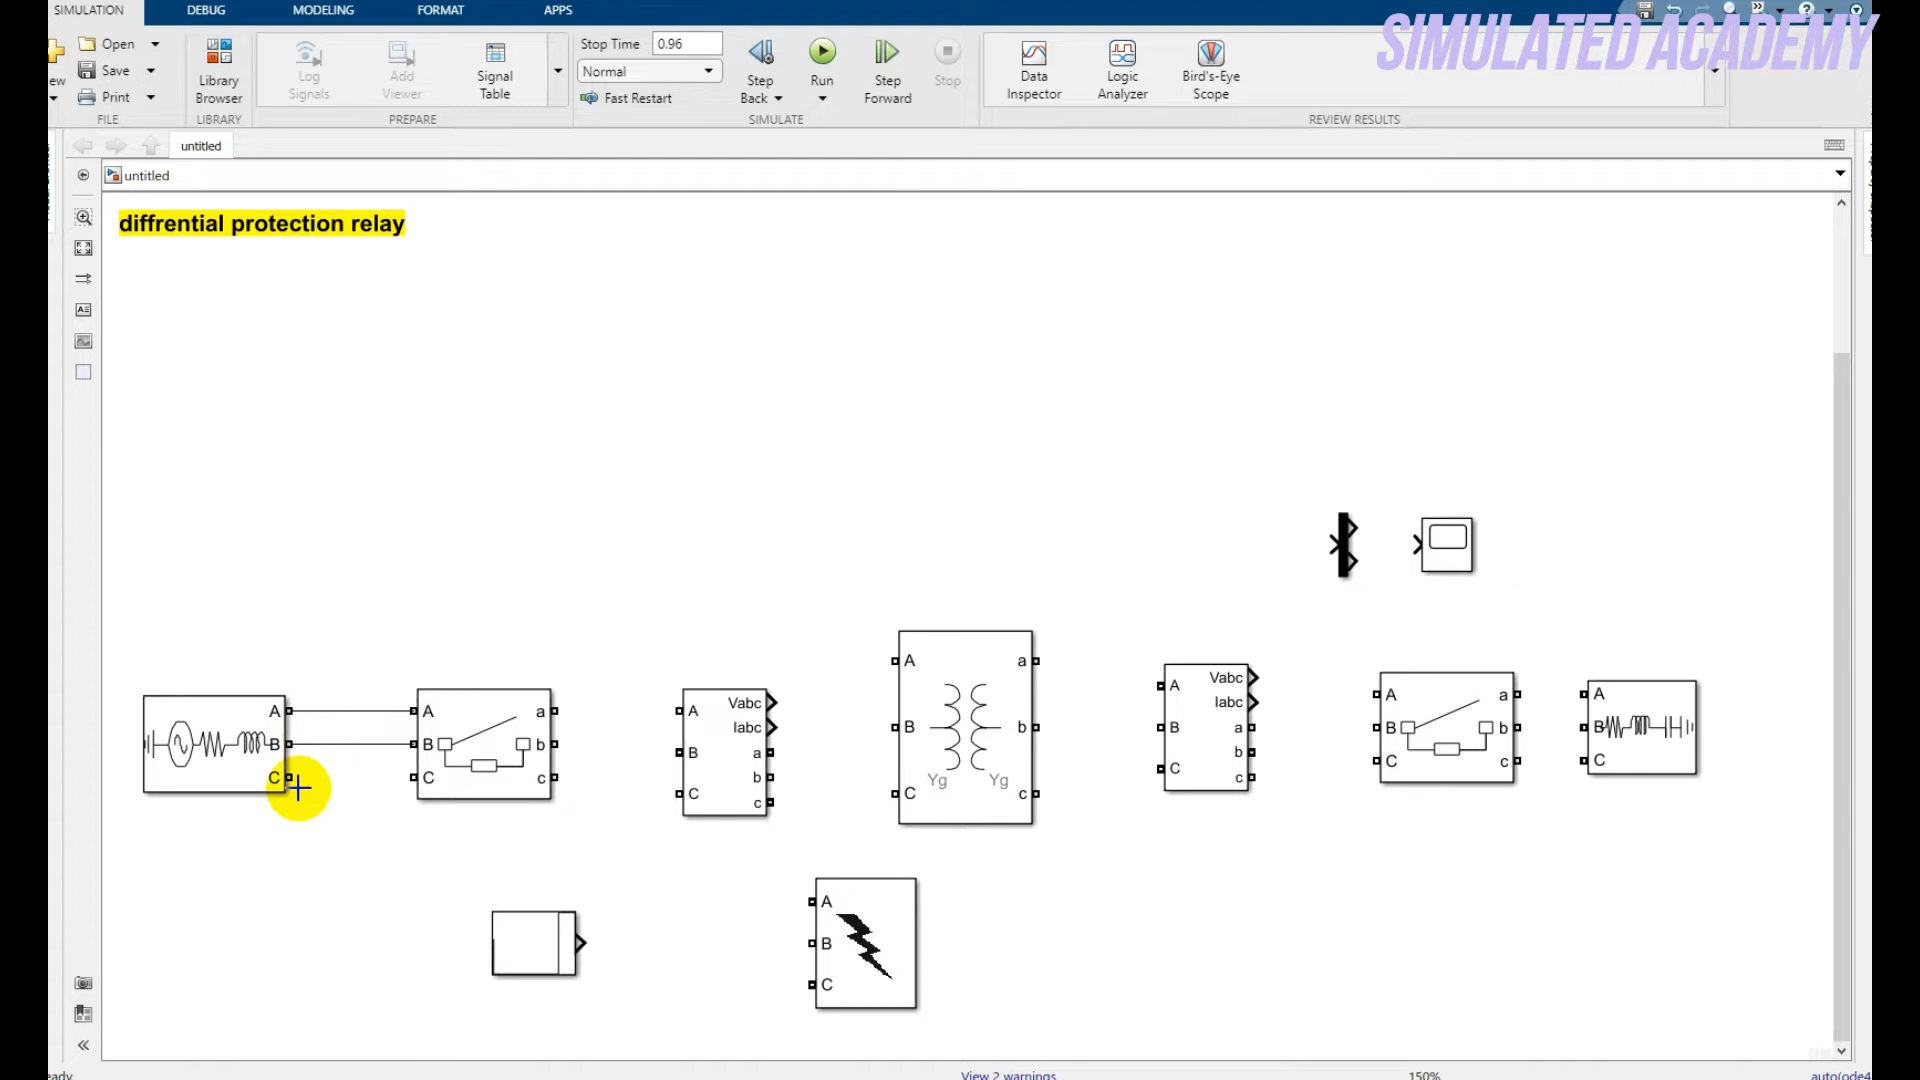 SIMULATION DEBUG MODELING FORMAT APPS
SIMULATED ACADEMY
Open
Save
Print
FILE
Library
Browser
LIBRARY
Log
Signals
Add
Viewer
Signal
Table
PREPARE
Stop Time 0.96
Normal
Fast Restart
Step
Back
Run
Step
Forward
Stop
SIMULATE
Data
Inspector
Logic
Analyzer
Bird's-Eye
Scope
REVIEW RESULTS
untitled
untitled
diffrential protection relay
A
B
C
A a
B b
C c
Vabc
A Iabc
B a
b
C c
A a
B b
Yg Yg
C c
Vabc
A Iabc
B a
b
C c
A a
B b
C c
A
B
C
A
B
C
View 2 warnings
150%
auto(ode4